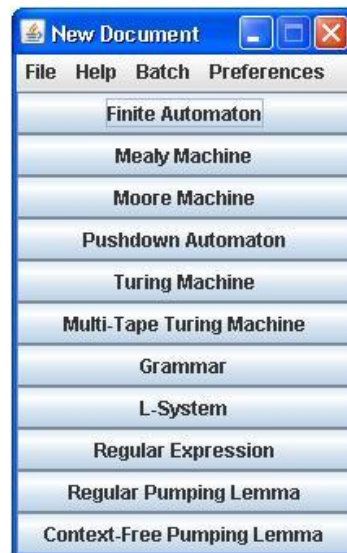 New Document
File Help Batch Preferences
Finite Automaton
Mealy Machine
Moore Machine
Pushdown Automaton
Turing Machine
Multi-Tape Turing Machine
Grammar
L-System
Regular Expression
Regular Pumping Lemma
Context-Free Pumping Lemma